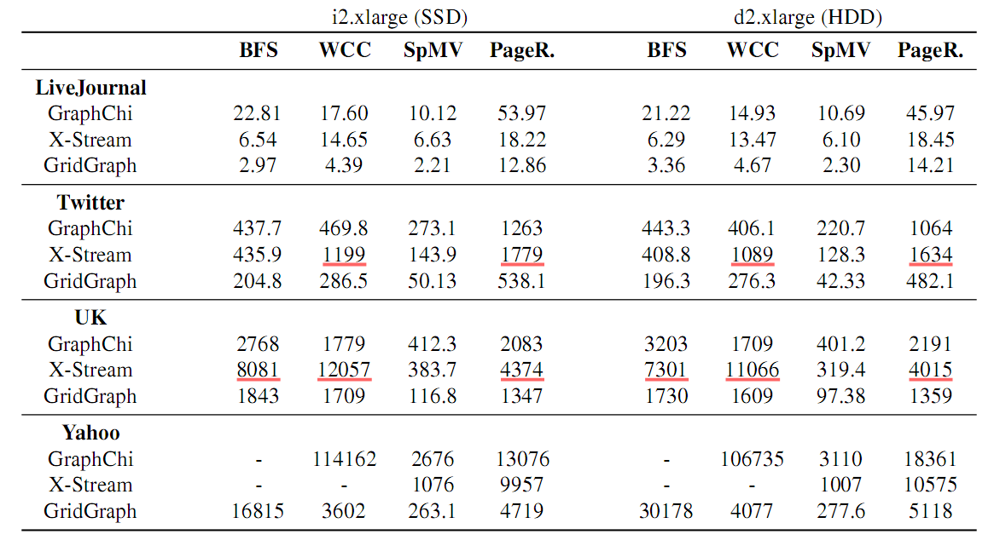 i2.xlarge (SSD) d2.xlarge (HDD)
BFS WCC SpMV PageR. BFS WCC SpMV PageR.
LiveJournal
GraphChi 22.81 17.60 10.12 53.97 21.22 14.93 10.69 45.97
X-Stream 6.54 14.65 6.63 18.22 6.29 13.47 6.10 18.45
GridGraph 2.97 4.39 2.21 12.86 3.36 4.67 2.30 14.21
Twitter
GraphChi 437.7 469.8 273.1 1263 443.3 406.1 220.7 1064
X-Stream 435.9 1199 143.9 1779 408.8 1089 128.3 1634
GridGraph 204.8 286.5 50.13 538.1 196.3 276.3 42.33 482.1
UK
GraphChi 2768 1779 412.3 2083 3203 1709 401.2 2191
X-Stream 8081 12057 383.7 4374 7301 11066 319.4 4015
GridGraph 1843 1709 116.8 1347 1730 1609 97.38 1359
Yahoo
GraphChi - 114162 2676 13076 - 106735 3110 18361
X-Stream - - 1076 9957 - - 1007 10575
GridGraph 16815 3602 263.1 4719 30178 4077 277.6 5118